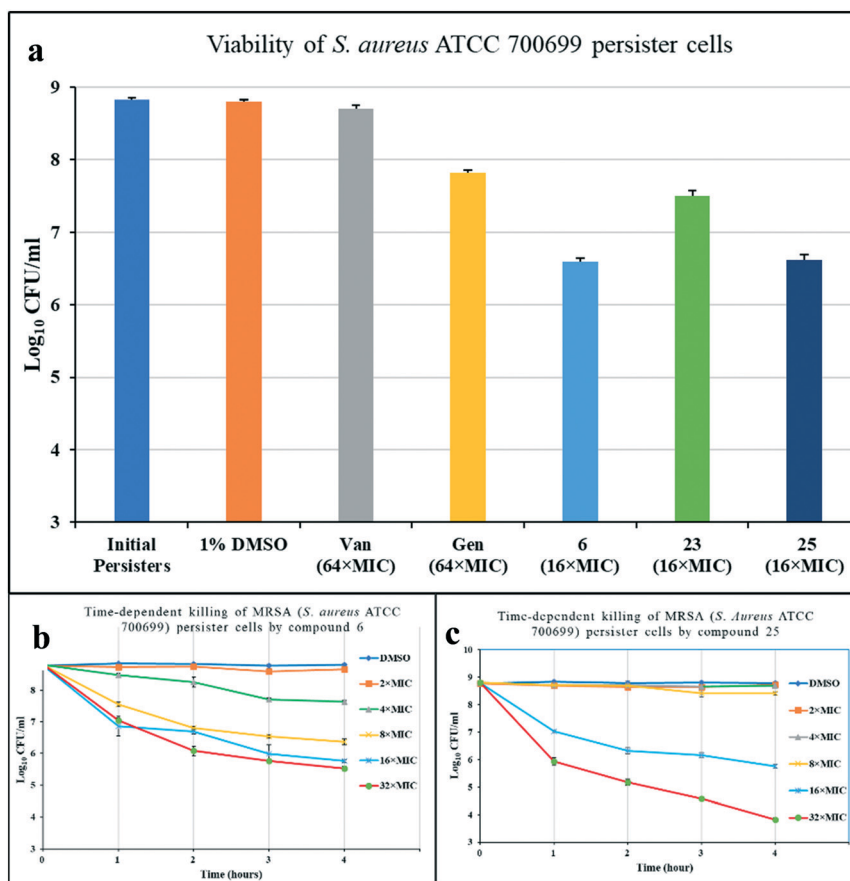 a
Viability of S. aureus ATCC 700699 persister cells
Log10 CFU/ml
9
8
7
6
5
4
3
Initial Persisters
1% DMSO
Van (64×MIC)
Gen (64×MIC)
6 (16×MIC)
23 (16×MIC)
25 (16×MIC)
b
Time-dependent killing of MRSA (S. aureus ATCC
700699) persister cells by compound 6
Log10 CFU/ml
8
7
6
5
4
3
0 1 2 3 4
Time (hours)
DMSO
2×MIC
4×MIC
8×MIC
16×MIC
32×MIC
c
Time-dependent killing of MRSA (S. Aureus ATCC
700699) persister cells by compound 25
Log10 CFU/ml
10
9
8
7
6
5
4
3
0 1 2 3 4
Time (hour)
DMSO
2×MIC
4×MIC
8×MIC
16×MIC
32×MIC